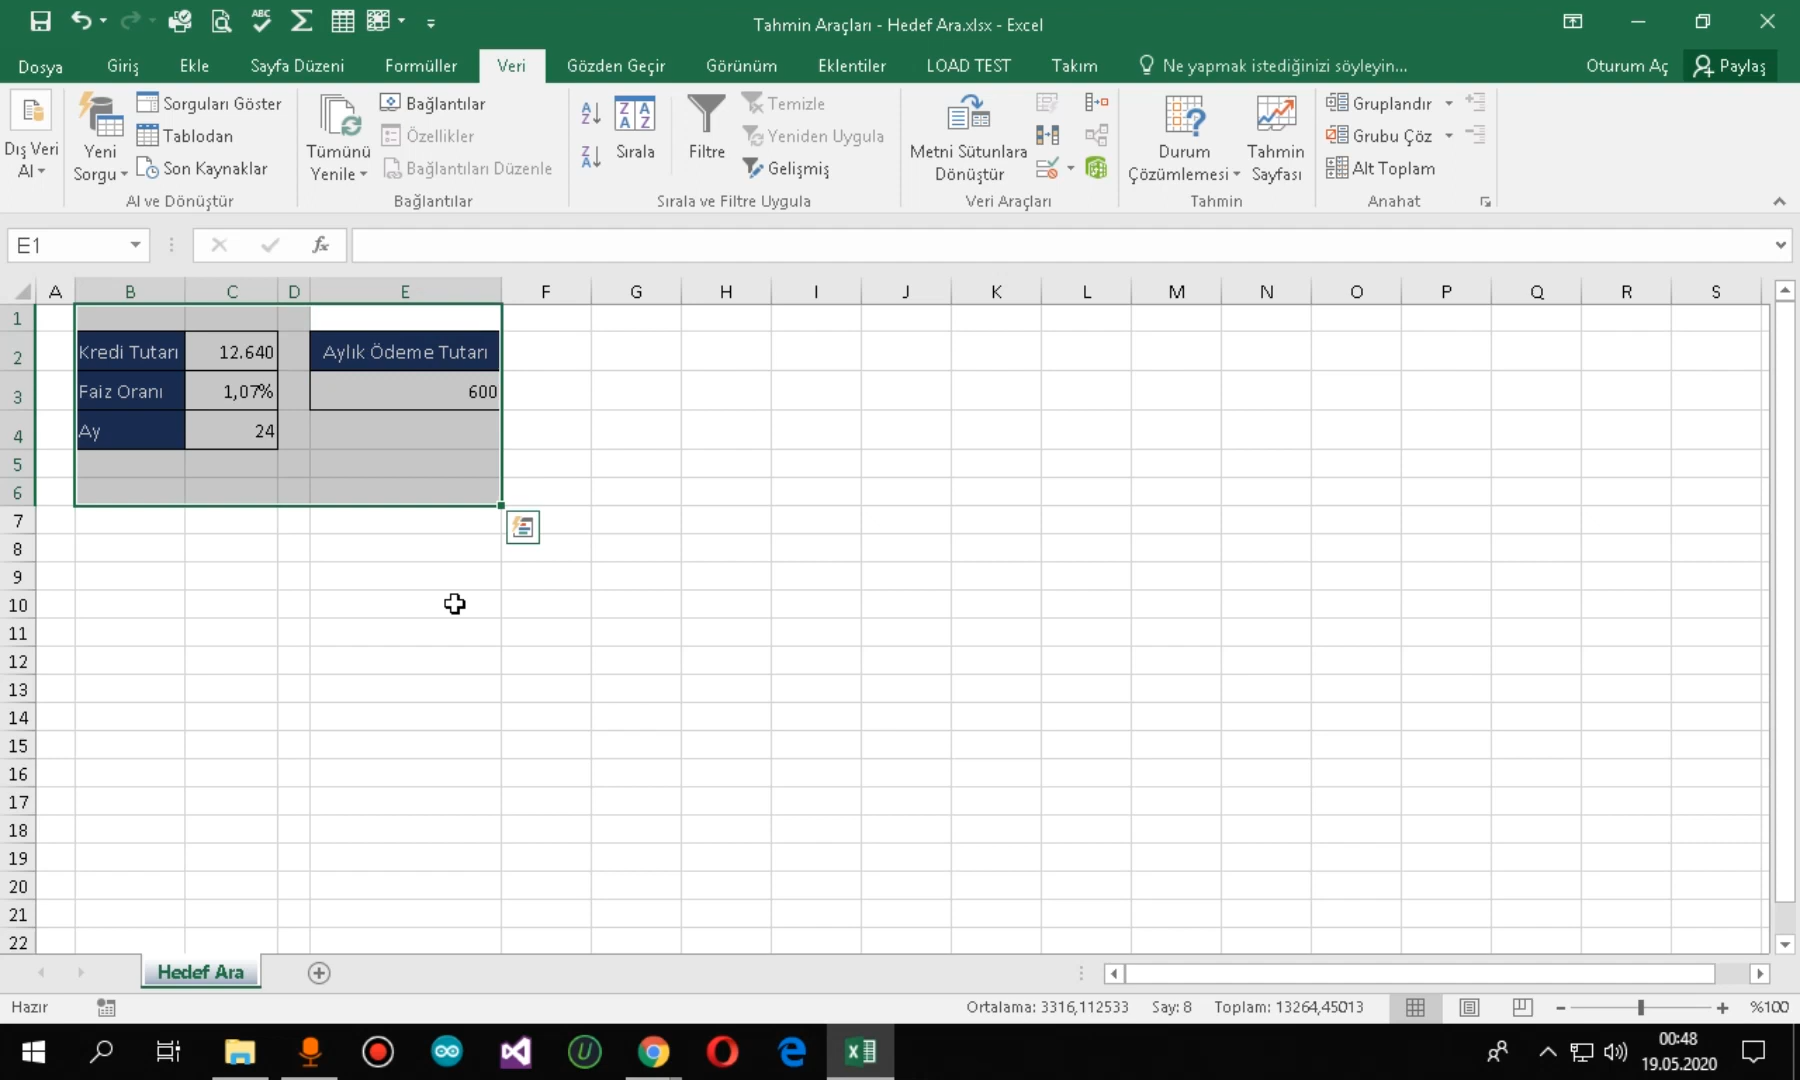 Tahmin Araçları - Hedef Ara.xlsx - Excel
Dosya Giriş Ekle Sayfa Düzeni Formüller Veri Gözden Geçir Görünüm Eklentiler LOAD TEST Takım Ne yapmak istediğinizi söyleyin... Oturum Aç Paylaş
Dış Veri Al
Yeni Sorgu
Sorguları Göster
Tablodan
Son Kaynaklar
Al ve Dönüştür
Tümünü Yenile
Bağlantılar
Özellikler
Bağlantıları Düzenle
Bağlantılar
Sırala
Filtre
Temizle
Yeniden Uygula
Gelişmiş
Sırala ve Filtre Uygula
Metni Sütunlara Dönüştür
Veri Araçları
Durum Çözümlemesi
Tahmin Sayfası
Tahmin
Gruplandır
Grubu Çöz
Alt Toplam
Anahat
E1 fx
A B C D E F G H I J K L M N O P Q R S
1
2 Kredi Tutarı 12.640 Aylık Ödeme Tutarı
3 Faiz Oranı 1,07% 600
4 Ay 24
5
6
7
8
9
10
11
12
13
14
15
16
17
18
19
20
21
22
Hedef Ara
Hazır Ortalama: 3316,112533 Say: 8 Toplam: 13264,45013 %100
00:48
19.05.2020